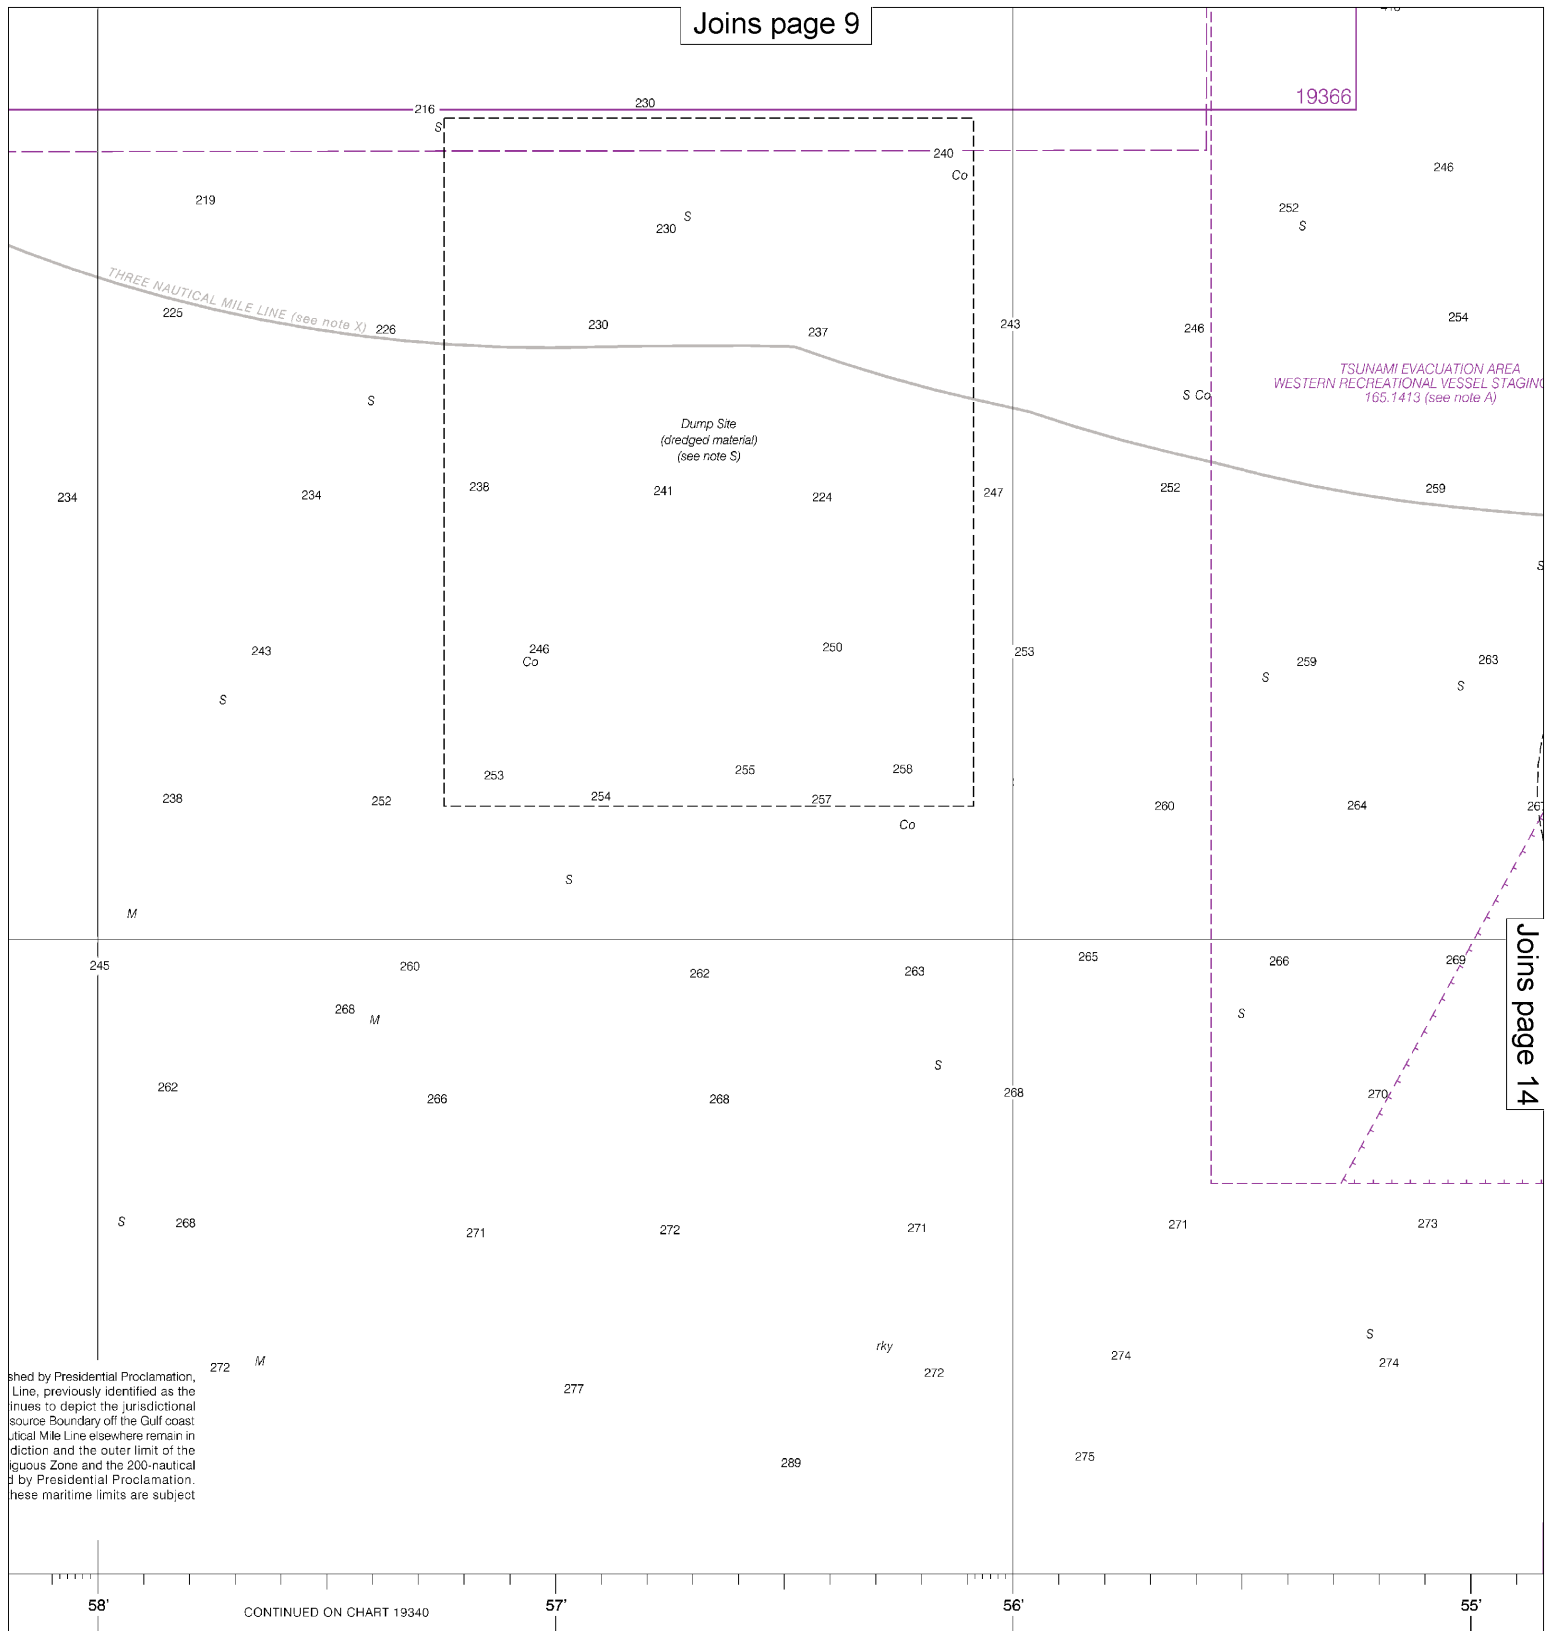 Joins page 9
216
230
19366
S
240
Co
246
219
252
S
230
S
THREE NAUTICAL MILE LINE (see note X)
225
226
230
237
243
246
254
TSUNAMI EVACUATION AREA
WESTERN RECREATIONAL VESSEL STAGING
165.1413 (see note A)
S
S Co
Dump Site
(dredged material)
(see note S)
234
234
238
241
224
247
252
259
S
243
246
Co
250
253
259
263
S
S
S
253
255
258
238
252
254
257
260
264
267
Co
S
M
Joins page 14
245
260
262
263
265
266
269
268
M
S
S
262
266
268
268
270
S
268
271
272
271
271
273
S
rky
272
M
277
272
274
274
shed by Presidential Proclamation,
Line, previously identified as the
inues to depict the jurisdictional
source Boundary off the Gulf coast
utical Mile Line elsewhere remain in
diction and the outer limit of the
iguous Zone and the 200-nautical
d by Presidential Proclamation.
hese maritime limits are subject
289
275
58'
57'
56'
55'
CONTINUED ON CHART 19340